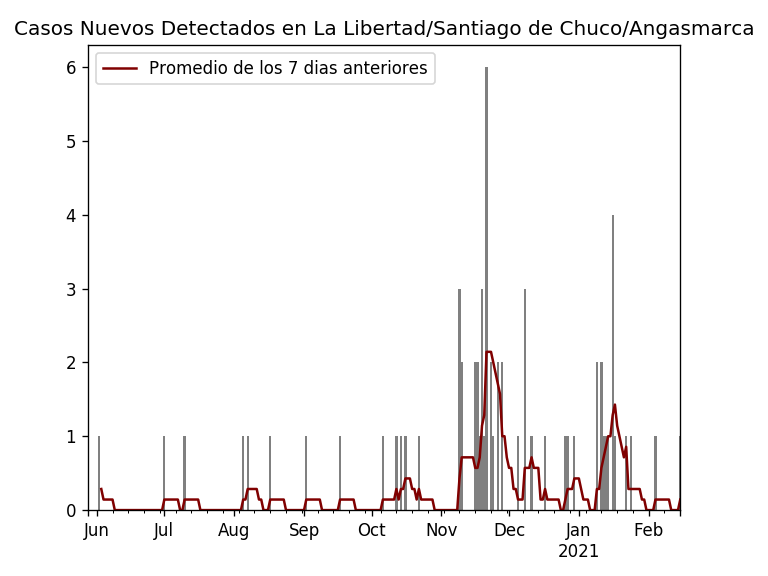 Casos Nuevos Detectados en La Libertad/Santiago de Chuco/Angasmarca
Promedio de los 7 dias anteriores
6
5
4
3
2
1
0
Jun Jul Aug Sep Oct Nov Dec Jan Feb
2021